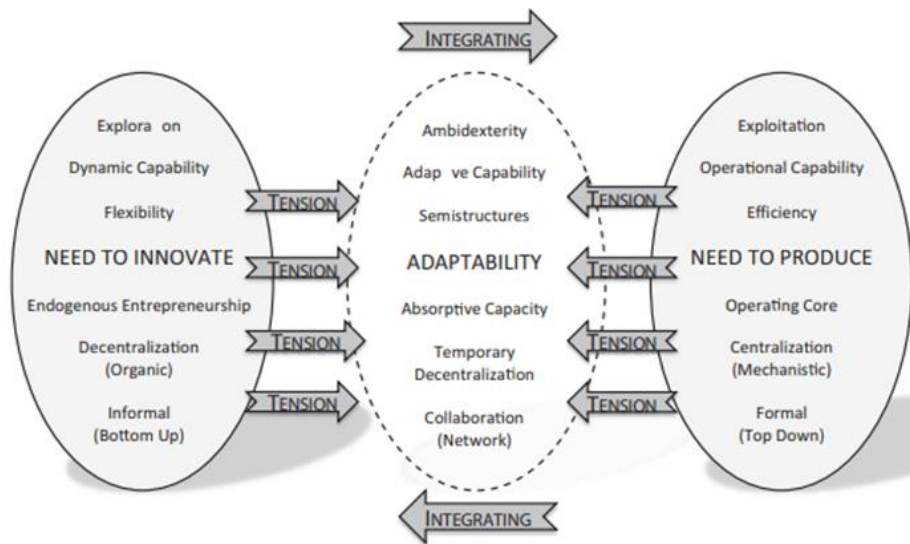 INTEGRATING
Explora on
Dynamic Capability
Flexibility
NEED TO INNOVATE
Endogenous Entrepreneurship
Decentralization
(Organic)
Informal
(Bottom Up)
TENSION
TENSION
TENSION
TENSION
Ambidexterity
Adap ve Capability
Semistructures
ADAPTABILITY
Absorptive Capacity
Temporary
Decentralization
Collaboration
(Network)
TENSION
TENSION
TENSION
TENSION
Exploitation
Operational Capability
Efficiency
NEED TO PRODUCE
Operating Core
Centralization
(Mechanistic)
Formal
(Top Down)
INTEGRATING